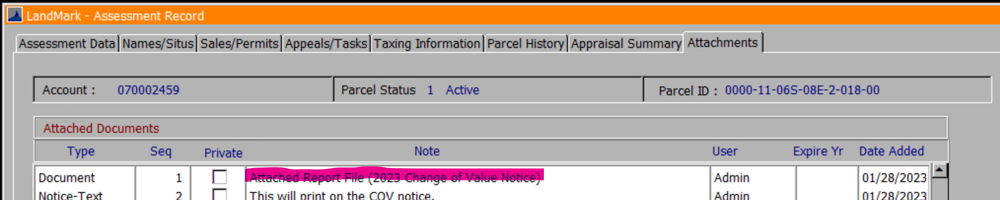 LandMark - Assessment Record
Assessment Data Names/Situs Sales/Permits Appeals/Tasks Taxing Information Parcel History Appraisal Summary Attachments
Account : 070002459 Parcel Status 1 Active Parcel ID : 0000-11-06S-08E-2-018-00
Attached Documents
Type Seq Private Note User Expire Yr Date Added
Document 1 Attached Report File (2023 Change of Value Notice) Admin 01/28/2023
Notice-Text 2 This will print on the COV notice. Admin 01/28/2023